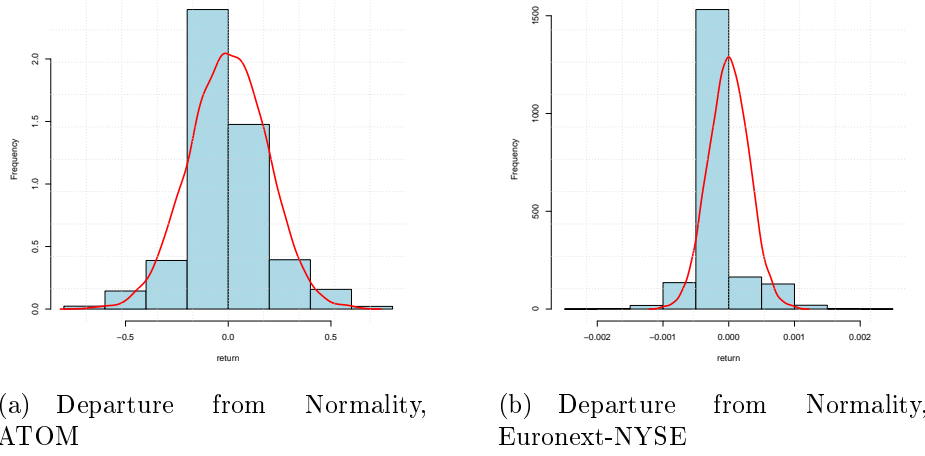 Frequency
0.0
0.5
1.0
1.5
2.0
−0.5
0.0
0.5
return
Frequency
0
500
1000
1500
−0.002
−0.001
0.000
0.001
0.002
return
(a) Departure from Normality,
ATOM
(b) Departure from Normality,
Euronext-NYSE